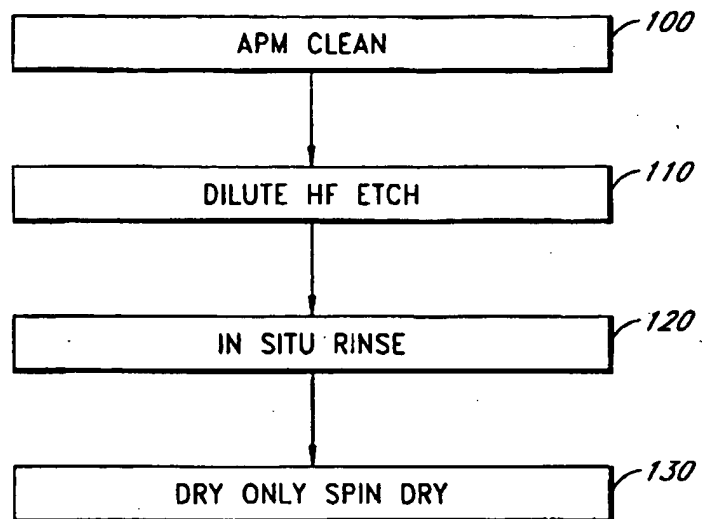 APM CLEAN 100
DILUTE HF ETCH 110
IN SITU RINSE 120
DRY ONLY SPIN DRY 130